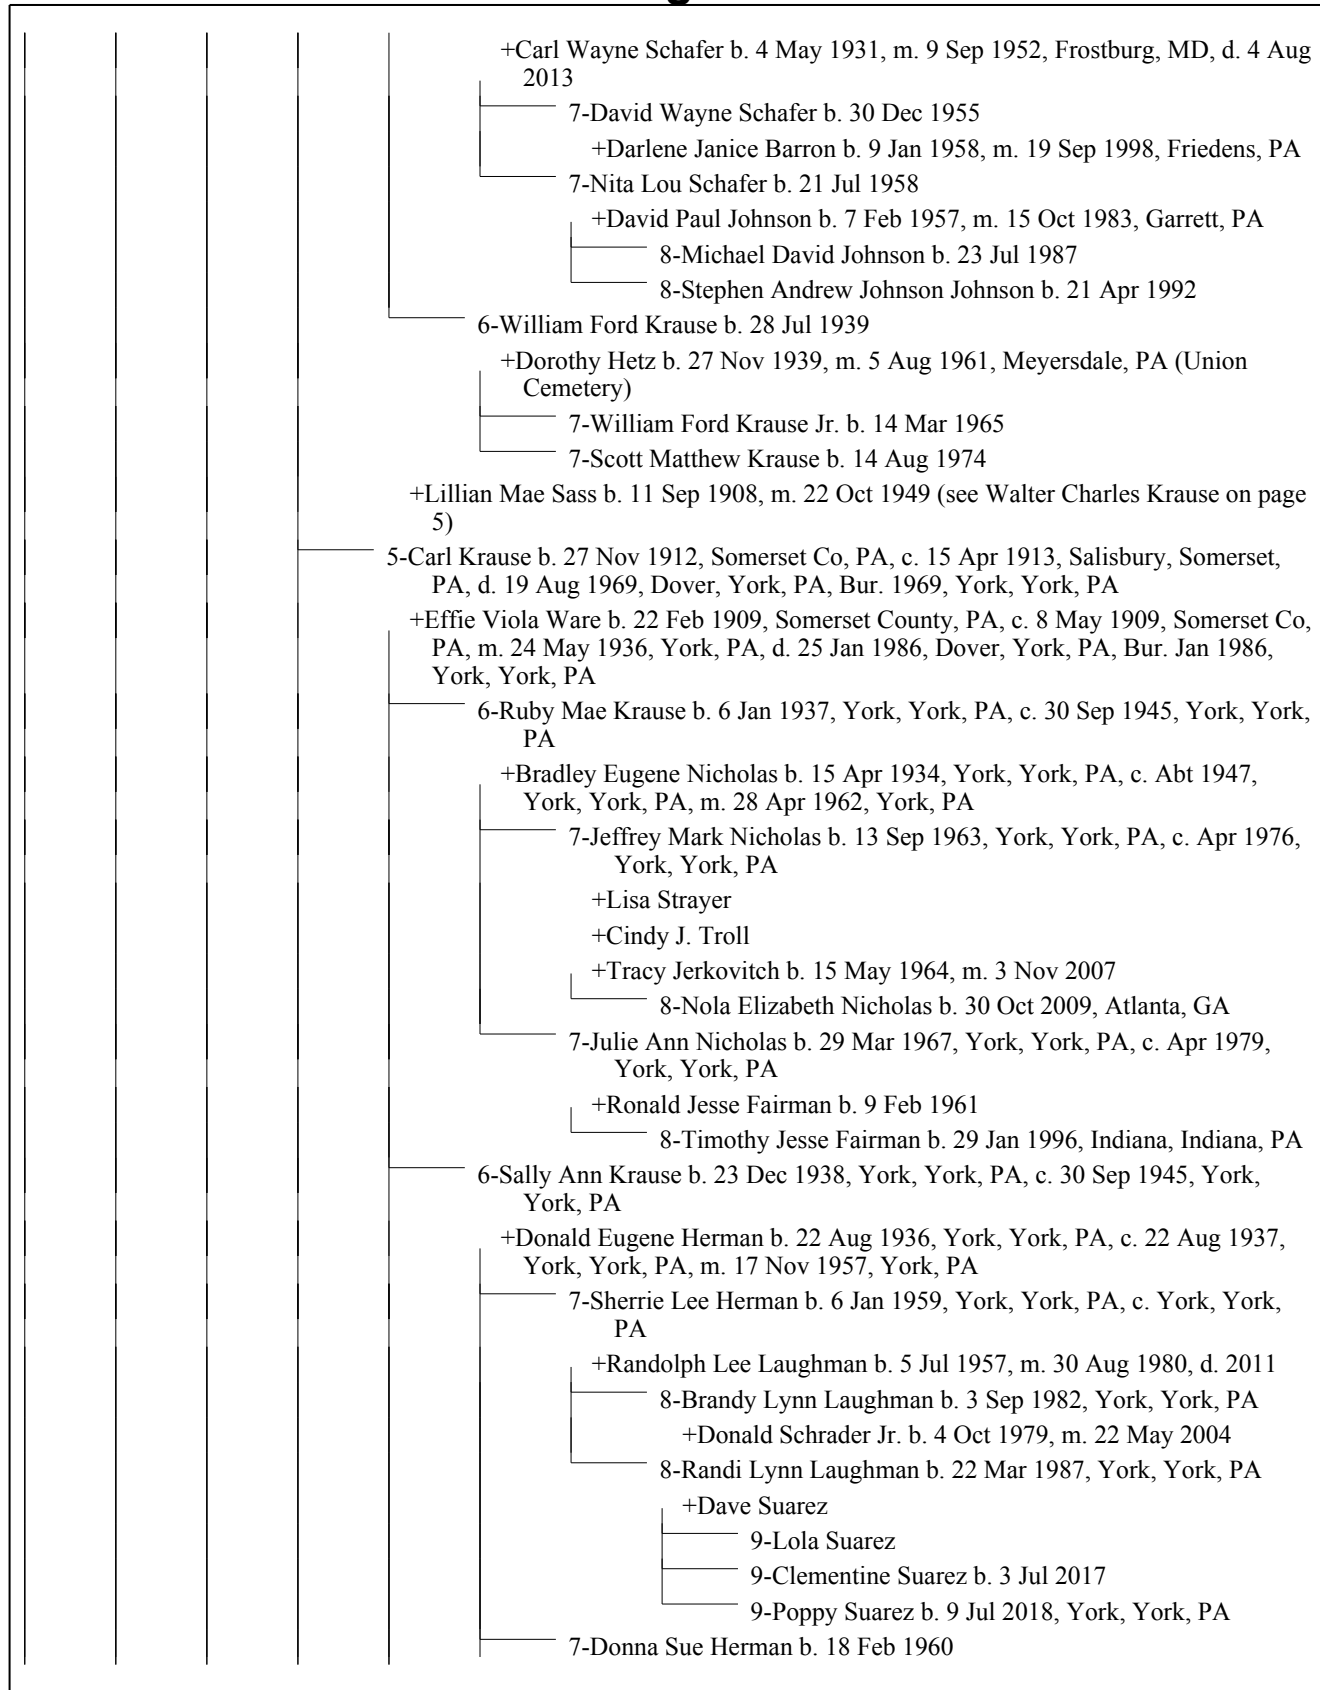 +Carl Wayne Schafer b. 4 May 1931, m. 9 Sep 1952, Frostburg, MD, d. 4 Aug
2013
7-David Wayne Schafer b. 30 Dec 1955
+Darlene Janice Barron b. 9 Jan 1958, m. 19 Sep 1998, Friedens, PA
7-Nita Lou Schafer b. 21 Jul 1958
+David Paul Johnson b. 7 Feb 1957, m. 15 Oct 1983, Garrett, PA
8-Michael David Johnson b. 23 Jul 1987
8-Stephen Andrew Johnson Johnson b. 21 Apr 1992
6-William Ford Krause b. 28 Jul 1939
+Dorothy Hetz b. 27 Nov 1939, m. 5 Aug 1961, Meyersdale, PA (Union
Cemetery)
7-William Ford Krause Jr. b. 14 Mar 1965
7-Scott Matthew Krause b. 14 Aug 1974
+Lillian Mae Sass b. 11 Sep 1908, m. 22 Oct 1949 (see Walter Charles Krause on page
5)
5-Carl Krause b. 27 Nov 1912, Somerset Co, PA, c. 15 Apr 1913, Salisbury, Somerset,
PA, d. 19 Aug 1969, Dover, York, PA, Bur. 1969, York, York, PA
+Effie Viola Ware b. 22 Feb 1909, Somerset County, PA, c. 8 May 1909, Somerset Co,
PA, m. 24 May 1936, York, PA, d. 25 Jan 1986, Dover, York, PA, Bur. Jan 1986,
York, York, PA
6-Ruby Mae Krause b. 6 Jan 1937, York, York, PA, c. 30 Sep 1945, York, York,
PA
+Bradley Eugene Nicholas b. 15 Apr 1934, York, York, PA, c. Abt 1947,
York, York, PA, m. 28 Apr 1962, York, PA
7-Jeffrey Mark Nicholas b. 13 Sep 1963, York, York, PA, c. Apr 1976,
York, York, PA
+Lisa Strayer
+Cindy J. Troll
+Tracy Jerkovitch b. 15 May 1964, m. 3 Nov 2007
8-Nola Elizabeth Nicholas b. 30 Oct 2009, Atlanta, GA
7-Julie Ann Nicholas b. 29 Mar 1967, York, York, PA, c. Apr 1979,
York, York, PA
+Ronald Jesse Fairman b. 9 Feb 1961
8-Timothy Jesse Fairman b. 29 Jan 1996, Indiana, Indiana, PA
6-Sally Ann Krause b. 23 Dec 1938, York, York, PA, c. 30 Sep 1945, York,
York, PA
+Donald Eugene Herman b. 22 Aug 1936, York, York, PA, c. 22 Aug 1937,
York, York, PA, m. 17 Nov 1957, York, PA
7-Sherrie Lee Herman b. 6 Jan 1959, York, York, PA, c. York, York,
PA
+Randolph Lee Laughman b. 5 Jul 1957, m. 30 Aug 1980, d. 2011
8-Brandy Lynn Laughman b. 3 Sep 1982, York, York, PA
+Donald Schrader Jr. b. 4 Oct 1979, m. 22 May 2004
8-Randi Lynn Laughman b. 22 Mar 1987, York, York, PA
+Dave Suarez
9-Lola Suarez
9-Clementine Suarez b. 3 Jul 2017
9-Poppy Suarez b. 9 Jul 2018, York, York, PA
7-Donna Sue Herman b. 18 Feb 1960